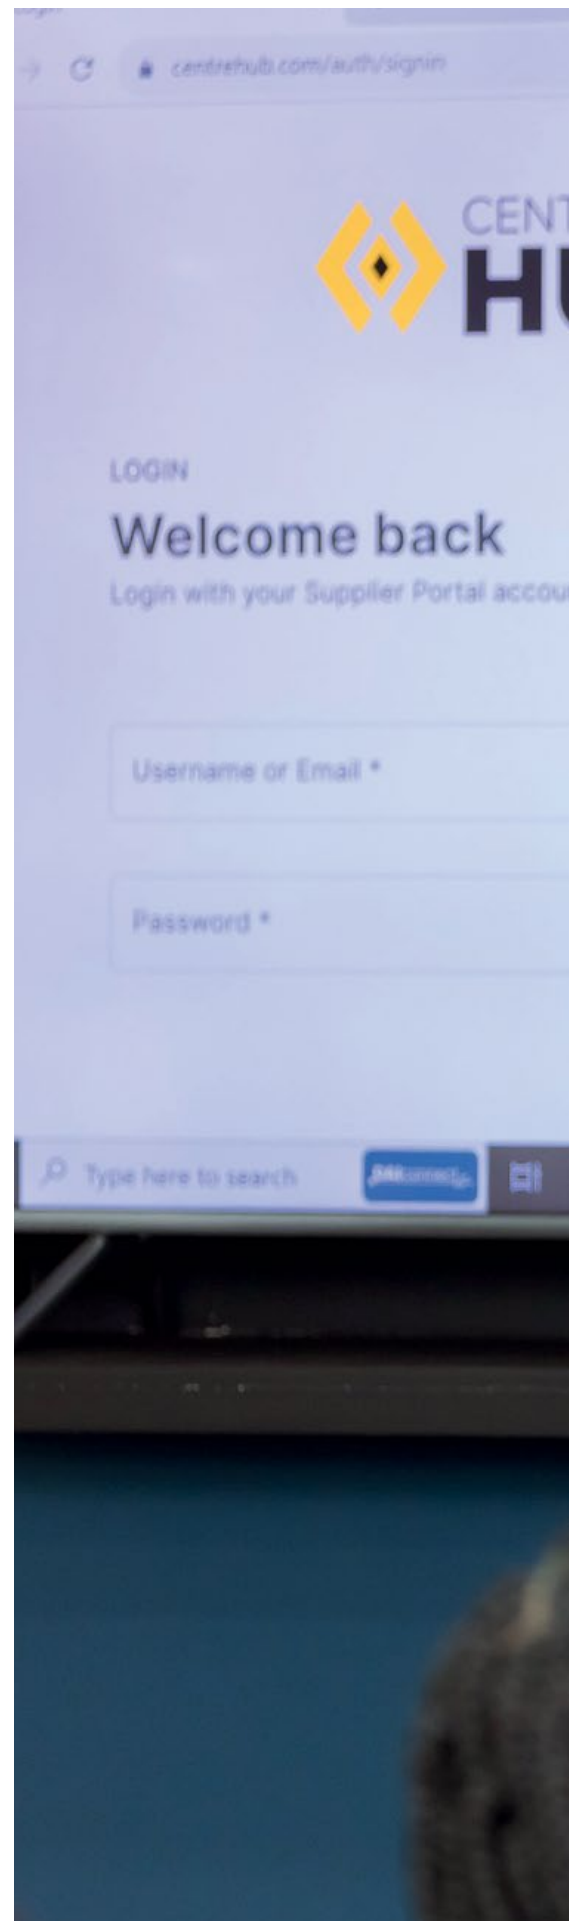 centrehub.com/auth/signin
CENT
HU
LOGIN
Welcome back
Login with your Supplier Portal accou
Username or Email *
Password *
Type here to search